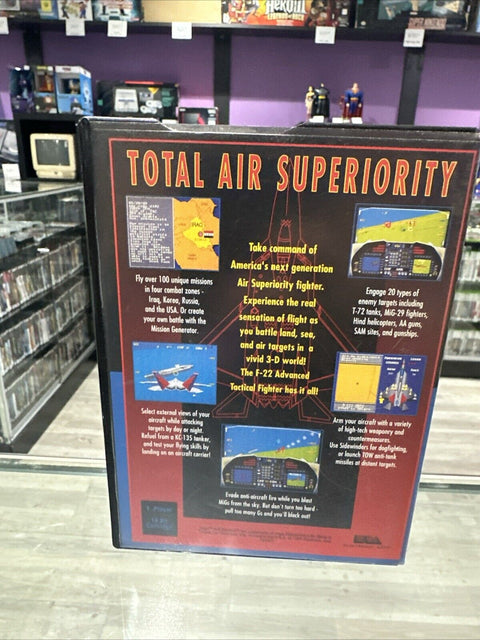 TOTAL AIR SUPERIORITY
IRAQ
Fly over 100 unique missions
in four combat zones -
Iraq, Korea, Russia,
and the USA. Or create
your own battle with the
Mission Generator.
Take command of
America's next generation
Air Superiority fighter.
Experience the real
sensation of flight as
you battle land, sea,
and air targets in a
vivid 3-D world!
The F-22 Advanced
Tactical Fighter has it all!
Engage 20 types of
enemy targets including
T-72 tanks, MiG-29 fighters,
Hind helicopters, AA guns,
SAM sites, and gunships.
Select external views of your
aircraft while attacking
targets by day or night.
Refuel from a KC-135 tanker,
and test your flying skills by
landing on an aircraft carrier!
Arm your aircraft with a variety
of high-tech weaponry and
countermeasures.
Use Sidewinders for dogfighting,
or launch TOW anti-tank
missiles at distant targets.
Evade anti-aircraft fire while you blast
MiGs from the sky. But don't turn too hard -
pull too many Gs and you'll black out!
1 Player